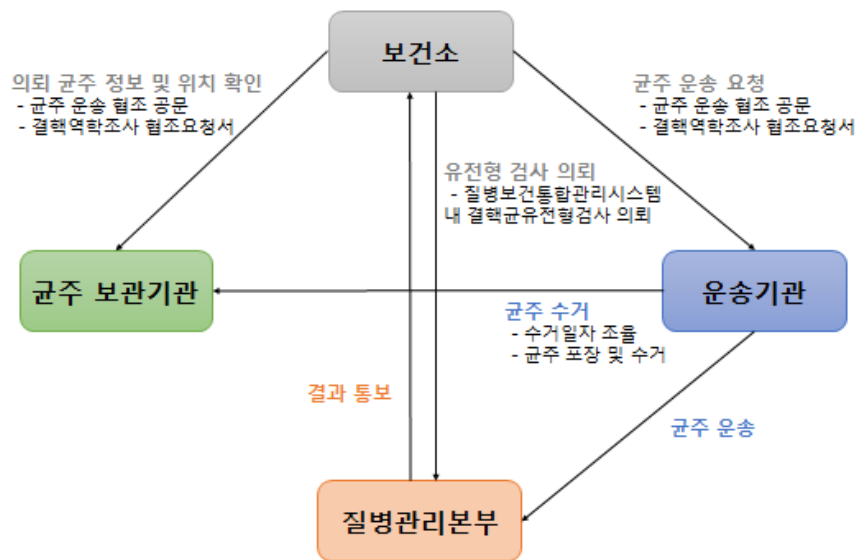 보건소
의뢰 균주 정보 및 위치 확인
- 균주 운송 협조 공문
- 결핵역학조사 협조요청서
균주 운송 요청
- 균주 운송 협조 공문
- 결핵역학조사 협조요청서
유전형 검사 의뢰
- 질병보건통합관리시스템
내 결핵균유전형검사 의뢰
균주 보관기관
운송기관
균주 수거
- 수거일자 조율
- 균주 포장 및 수거
결과 통보
균주 운송
질병관리본부